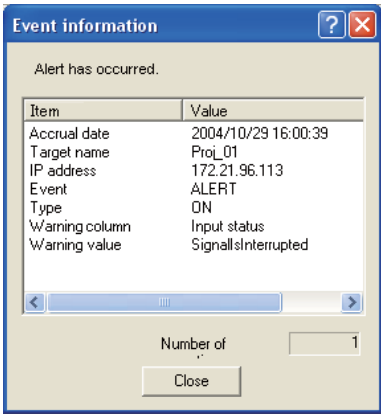 Event information
Alert has occurred.
Item Value
Accrual date 2004/10/29 16:00:39
Target name Proj_01
IP address 172.21.96.113
Event ALERT
Type ON
Warning column Input status
Warning value SignalIsInterrupted
Number of 1
Close